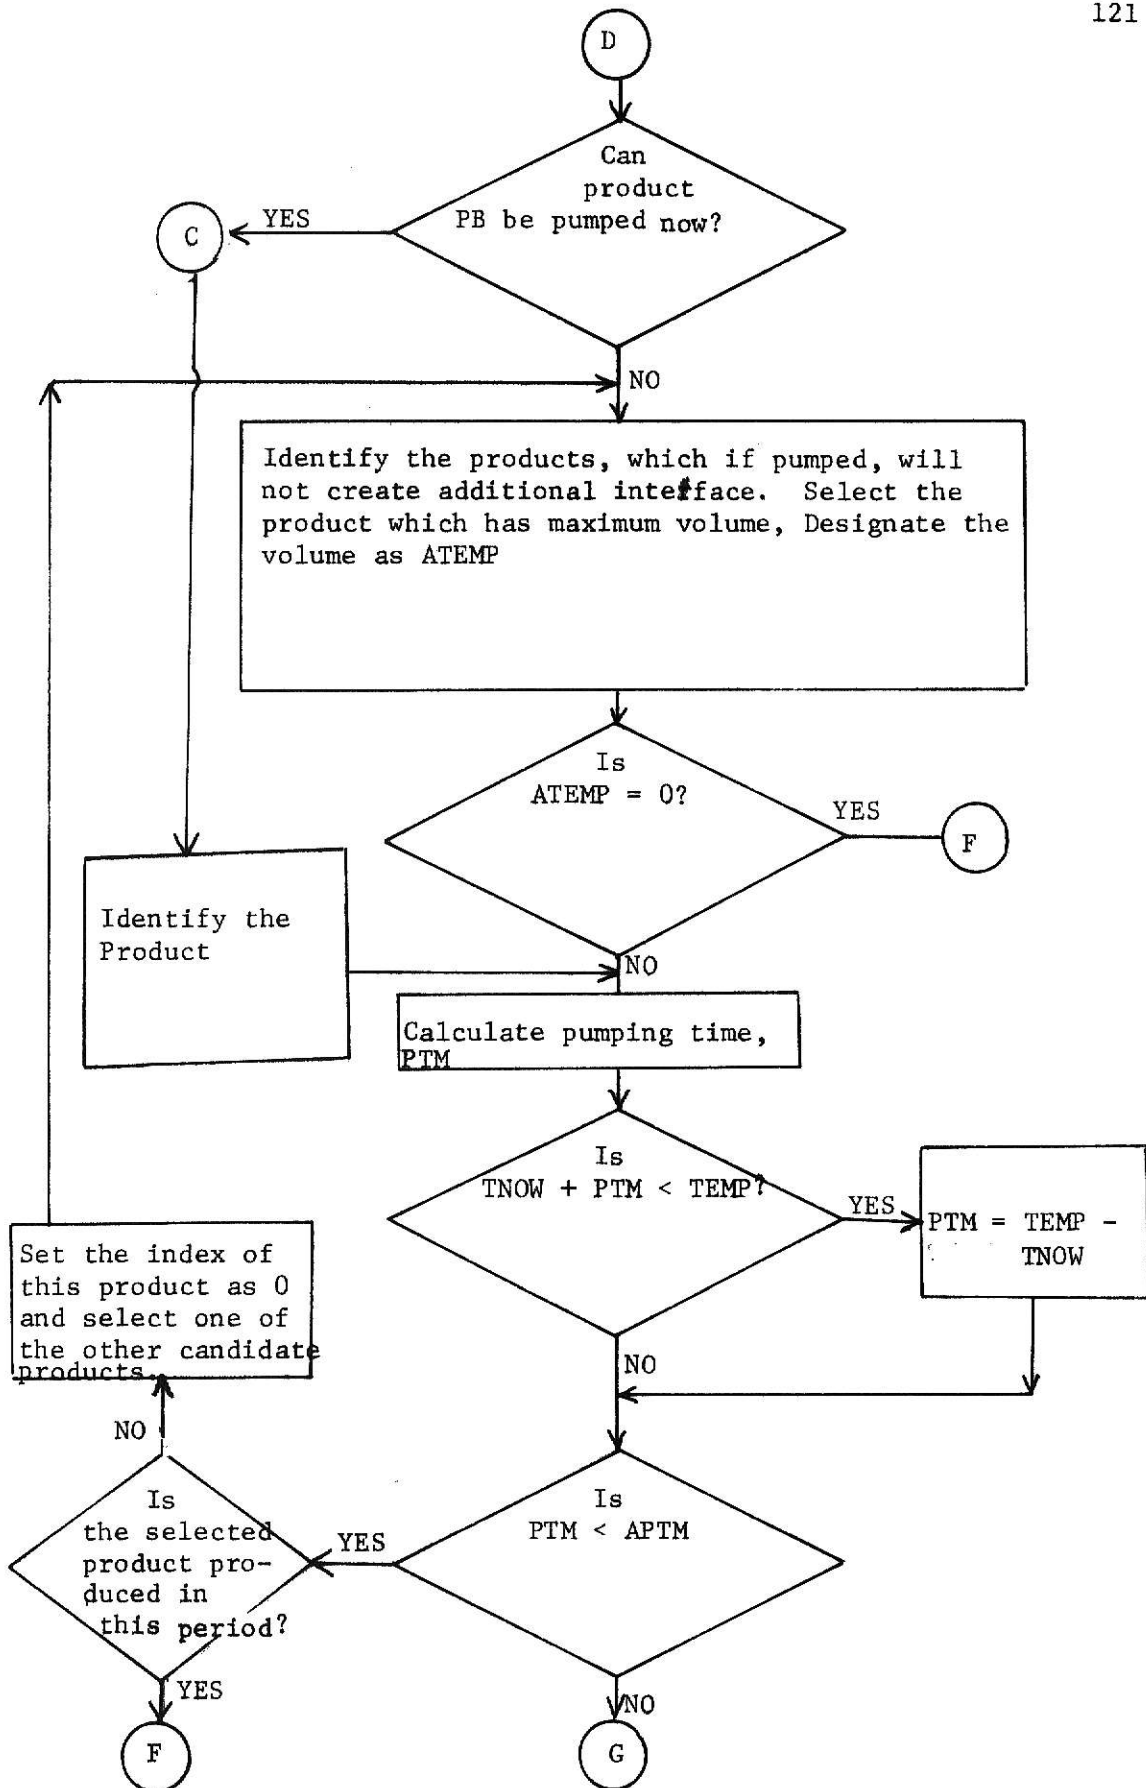 121
D
Can
product
PB be pumped now?
YES
C
NO
Identify the products, which if pumped, will
not create additional interface. Select the
product which has maximum volume, Designate the
volume as ATEMP
Is
ATEMP = 0?
YES
F
Identify the
Product
NO
Calculate pumping time,
PTM
Is
TNOW + PTM < TEMP?
YES
PTM = TEMP -
TNOW
Set the index of
this product as 0
and select one of
the other candidate
products.
NO
NO
Is
the selected
product pro-
duced in
this period?
YES
Is
PTM < APTM
YES
NO
F
G